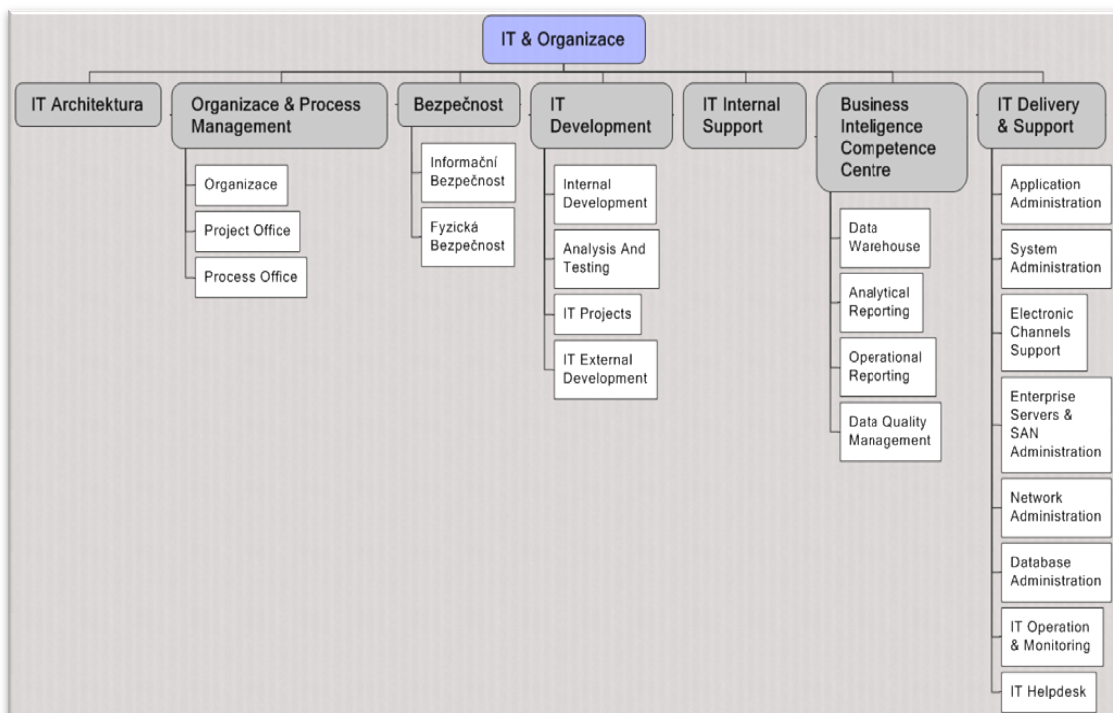 IT & Organizace
IT Architektura
Organizace & Process
Management
Organizace
Project Office
Process Office
Bezpečnost
Informační
Bezpečnost
Fyzická
Bezpečnost
IT
Development
Internal
Development
Analysis And
Testing
IT Projects
IT External
Development
IT Internal
Support
Business
Inteligence
Competence
Centre
Data
Warehouse
Analytical
Reporting
Operational
Reporting
Data Quality
Management
IT Delivery
& Support
Application
Administration
System
Administration
Electronic
Channels
Support
Enterprise
Servers &
SAN
Administration
Network
Administration
Database
Administration
IT Operation
& Monitoring
IT Helpdesk